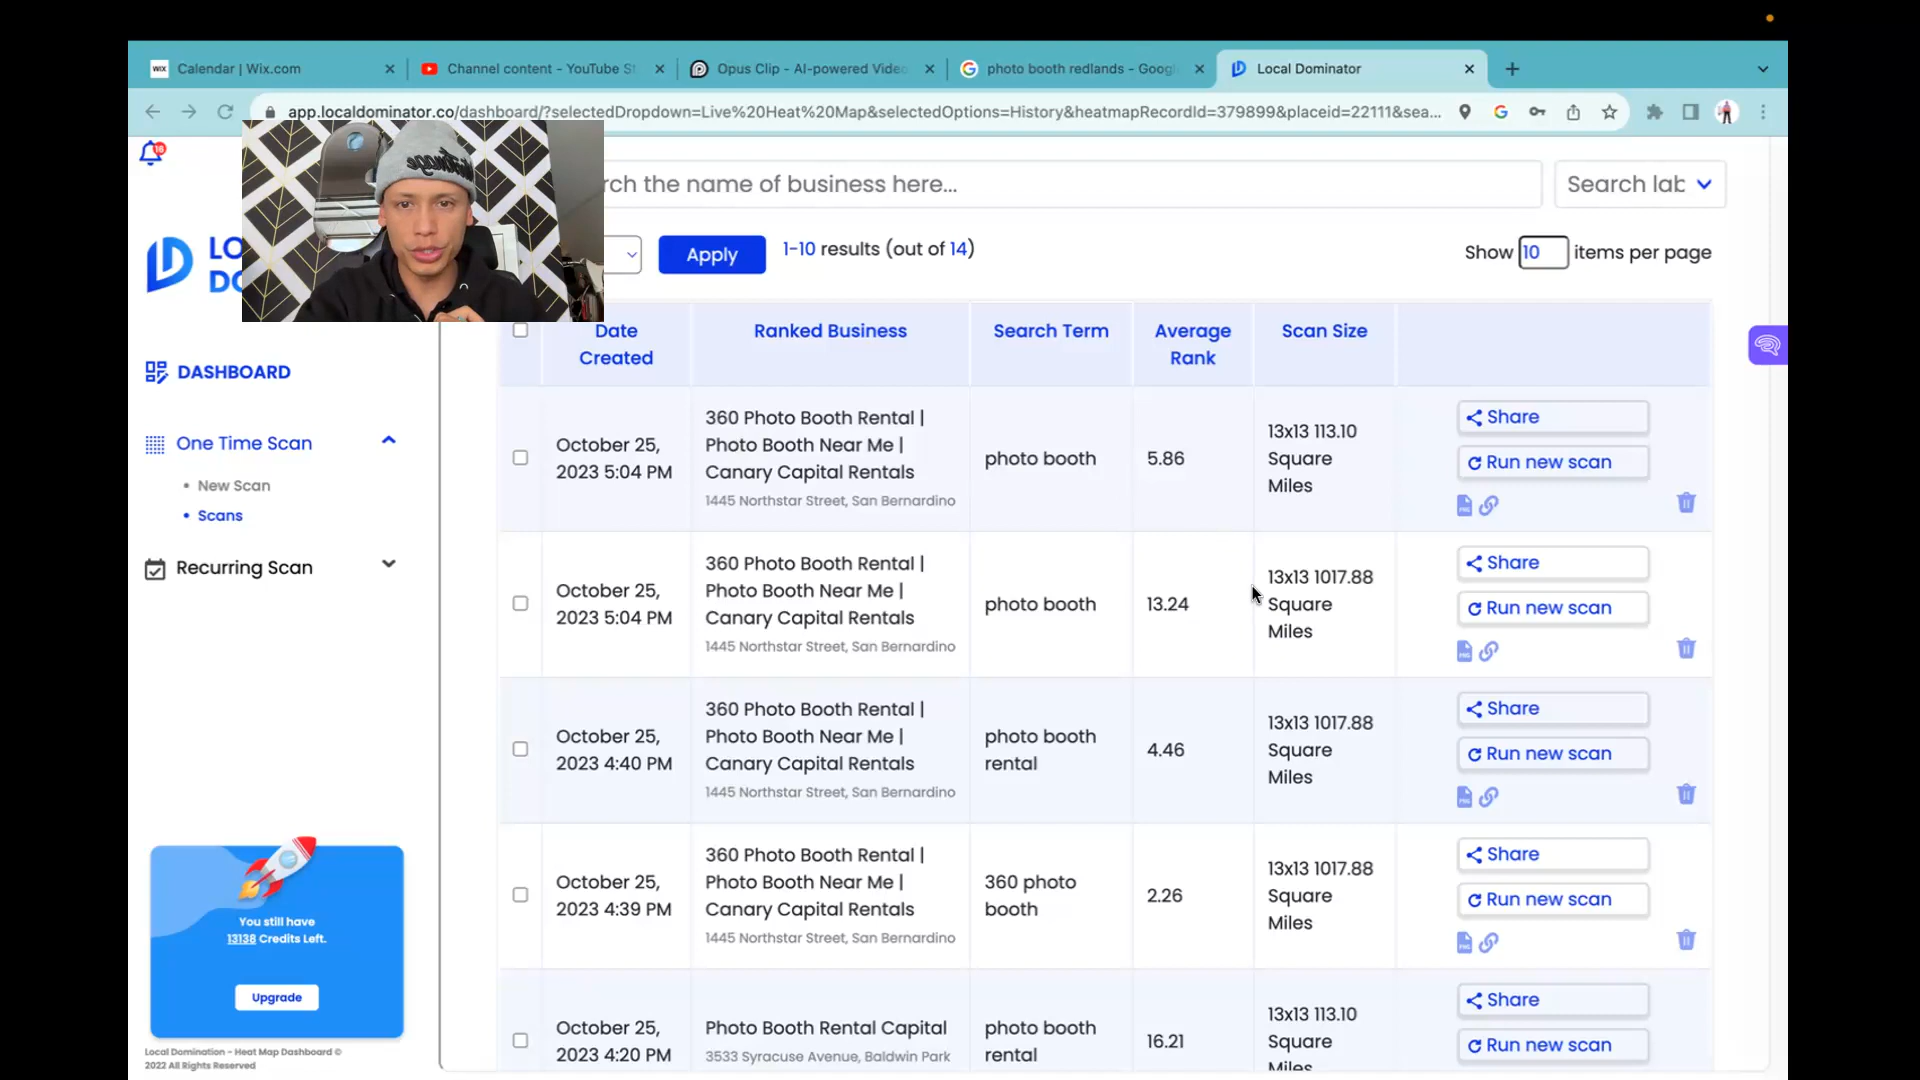 WIX Calendar | Wix.com
Channel content - YouTube St
Opus Clip - AI-powered Video
photo booth redlands - Googl
Local Dominator
app.localdominator.co/dashboard/?selectedDropdown=Live%20Heat%20Map&selectedOptions=History&heatmapRecordId=379899&placeid=22111&sea...
16
rch the name of business here...
Search lab
LO
DO
Apply
1-10 results (out of 14)
Show 10 items per page
Date Created
Ranked Business
Search Term
Average Rank
Scan Size
DASHBOARD
One Time Scan
• New Scan
• Scans
Recurring Scan
October 25,
2023 5:04 PM
360 Photo Booth Rental |
Photo Booth Near Me |
Canary Capital Rentals
1445 Northstar Street, San Bernardino
photo booth
5.86
13x13 113.10
Square
Miles
Share
Run new scan
October 25,
2023 5:04 PM
360 Photo Booth Rental |
Photo Booth Near Me |
Canary Capital Rentals
1445 Northstar Street, San Bernardino
photo booth
13.24
13x13 1017.88
Square
Miles
Share
Run new scan
October 25,
2023 4:40 PM
360 Photo Booth Rental |
Photo Booth Near Me |
Canary Capital Rentals
1445 Northstar Street, San Bernardino
photo booth
rental
4.46
13x13 1017.88
Square
Miles
Share
Run new scan
October 25,
2023 4:39 PM
360 Photo Booth Rental |
Photo Booth Near Me |
Canary Capital Rentals
1445 Northstar Street, San Bernardino
360 photo
booth
2.26
13x13 1017.88
Square
Miles
Share
Run new scan
October 25,
2023 4:20 PM
Photo Booth Rental Capital
3533 Syracuse Avenue, Baldwin Park
photo booth
rental
16.21
13x13 113.10
Square
Miles
Share
Run new scan
You still have
13138 Credits Left.
Upgrade
Local Domination - Heat Map Dashboard ©
2022 All Rights Reserved